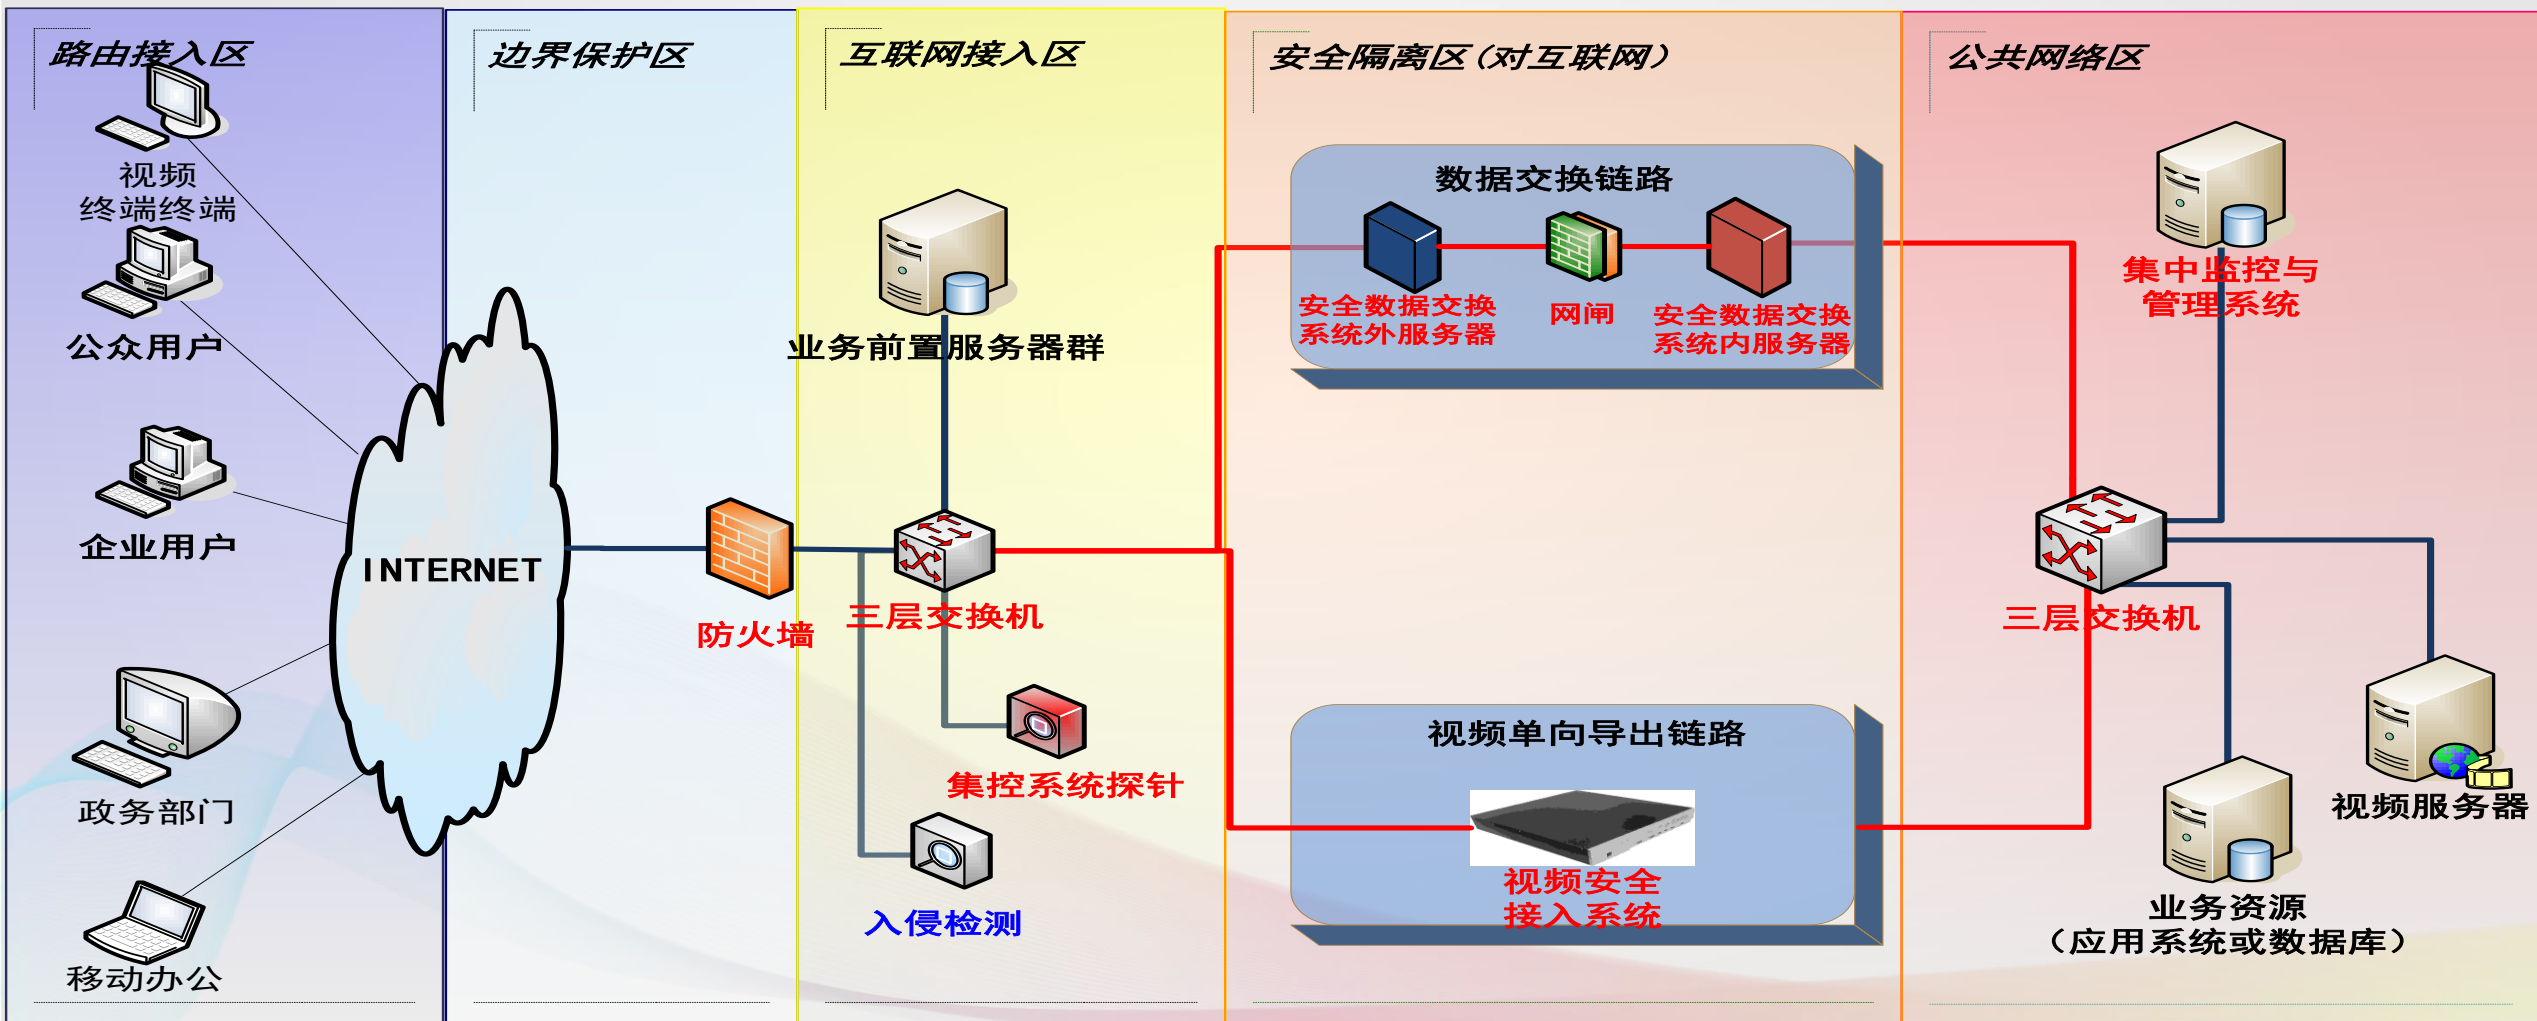 路由接入区
边界保护区
互联网接入区
安全隔离区(对互联网)
公共网络区
视频
终端终端
公众用户
企业用户
政务部门
移动办公
INTERNET
防火墙
业务前置服务器群
三层交换机
集控系统探针
入侵检测
数据交换链路
安全数据交换
系统外服务器
网闸
安全数据交换
系统内服务器
视频单向导出链路
视频安全
接入系统
集中监控与
管理系统
三层交换机
视频服务器
业务资源
（应用系统或数据库）